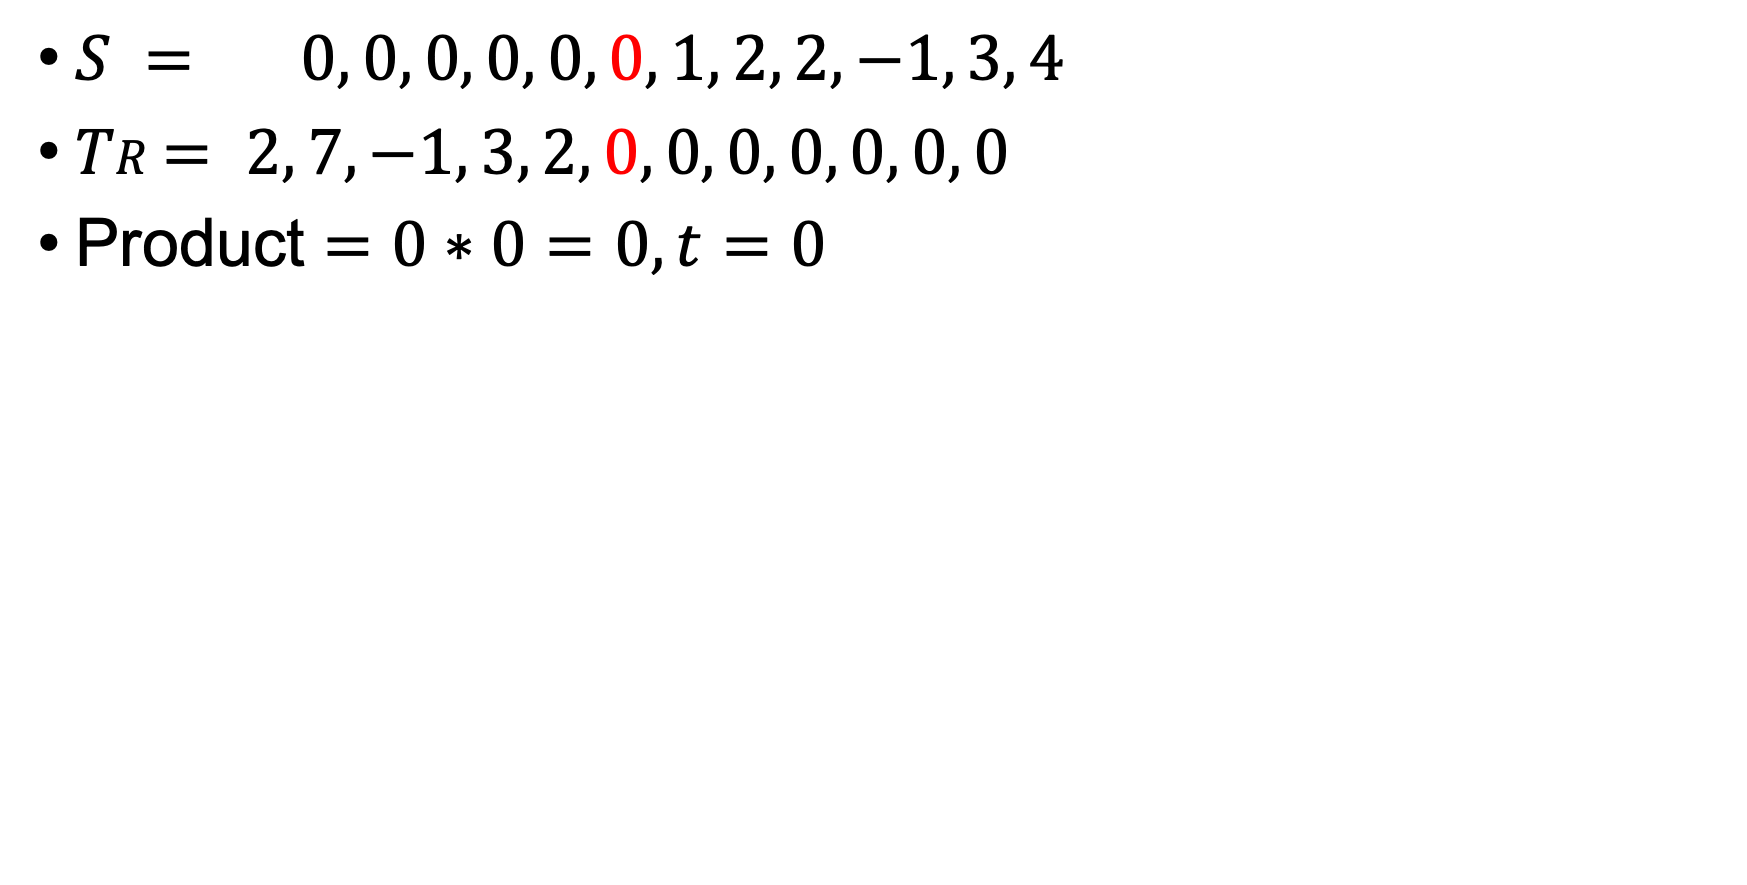 • S = 0, 0, 0, 0, 0, 0, 1, 2, 2, −1, 3, 4
• TR = 2, 7, −1, 3, 2, 0, 0, 0, 0, 0, 0, 0
• Product = 0 ∗ 0 = 0, t = 0